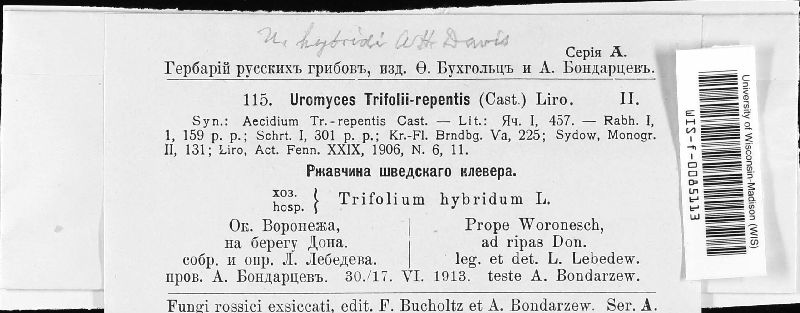 U. hybridi A H Davis
Серія А.
Гербарій русскихъ грибовъ, изд. Ѳ. Бухгольцъ и А. Бондарцевъ.
115. Uromyces Trifolii-repentis (Cast.) Liro. II.
Syn.: Aecidium Tr.-repentis Cast. — Lit.: Яч. I, 457. — Rabh. I,
1, 159 p. p.; Schrt. I, 301 p. p.; Kr.-Fl. Brndbg. Va, 225; Sydow, Monogr.
II, 131; Liro, Act. Fenn. XXIX, 1906, N. 6, 11.
Ржавчина шведскаго клевера.
хоз. hosp. { Trifolium hybridum L.
Ок. Воронежа,
на берегу Дона.
собр. и опр. Л. Лебедева.
Prope Woronesch,
ad ripas Don.
leg. et det. L. Lebedew.
пров. А. Бондарцевъ. 30./17. VI. 1913. teste A. Bondarzew.
Fungi rossici exsiccati, edit. F. Bucholtz et A. Bondarzew. Ser. A.
University of Wisconsin-Madison (WIS)
WIS-f-0085113